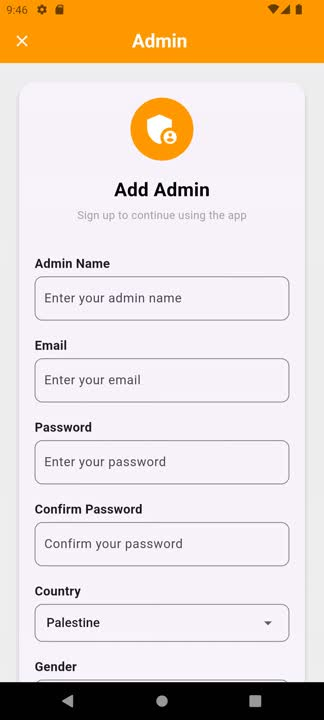 9:46
Admin
Add Admin
Sign up to continue using the app
Admin Name
Enter your admin name
Email
Enter your email
Password
Enter your password
Confirm Password
Confirm your password
Country
Palestine
Gender